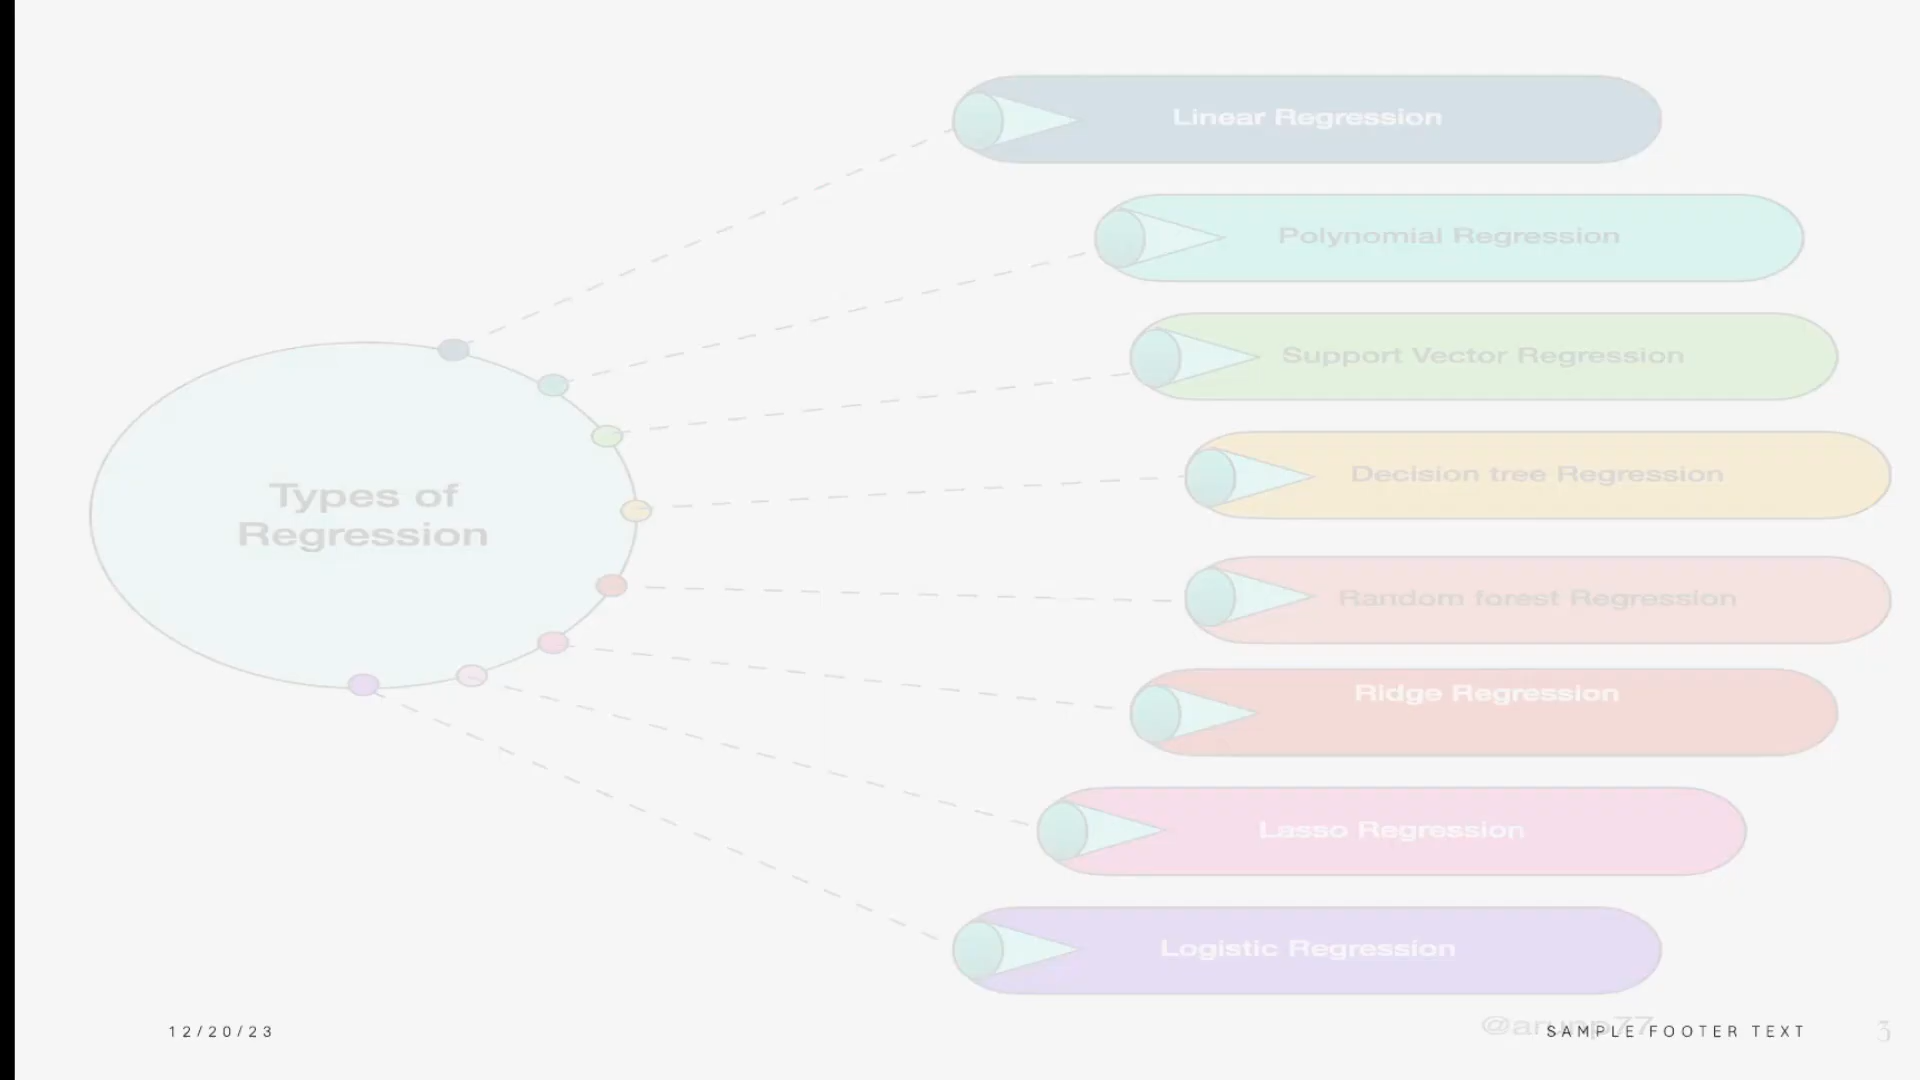 Linear Regression
Polynomial Regression
Support Vector Regression
Decision tree Regression
Types of
Regression
Random forest Regression
Ridge Regression
Lasso Regression
Logistic Regression
@arunp77
12/20/23
SAMPLE FOOTER TEXT
3